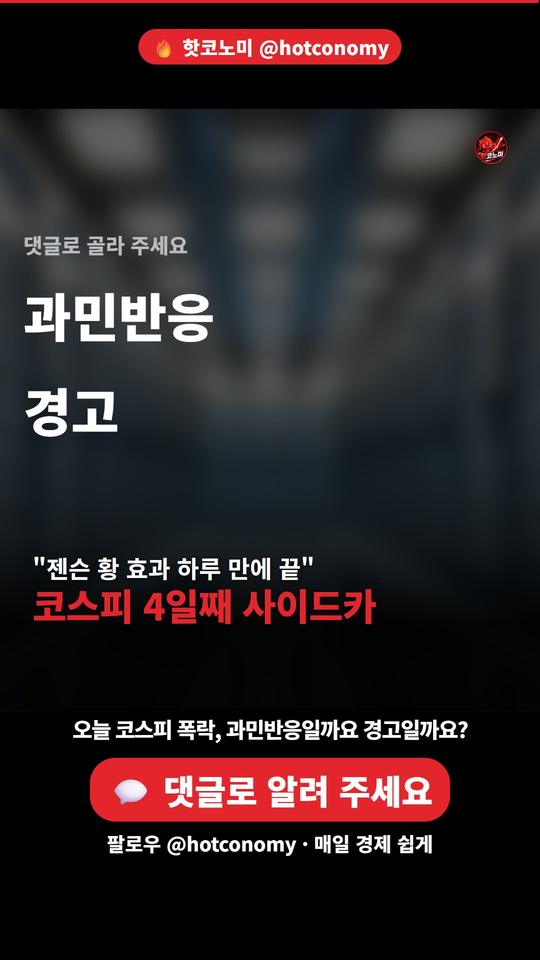 🔥 핫코노미 @hotconomy
핫코노미
댓글로 골라 주세요
과민반응
경고
"젠슨 황 효과 하루 만에 끝"
코스피 4일째 사이드카
오늘 코스피 폭락, 과민반응일까요 경고일까요?
💬 댓글로 알려 주세요
팔로우 @hotconomy · 매일 경제 쉽게